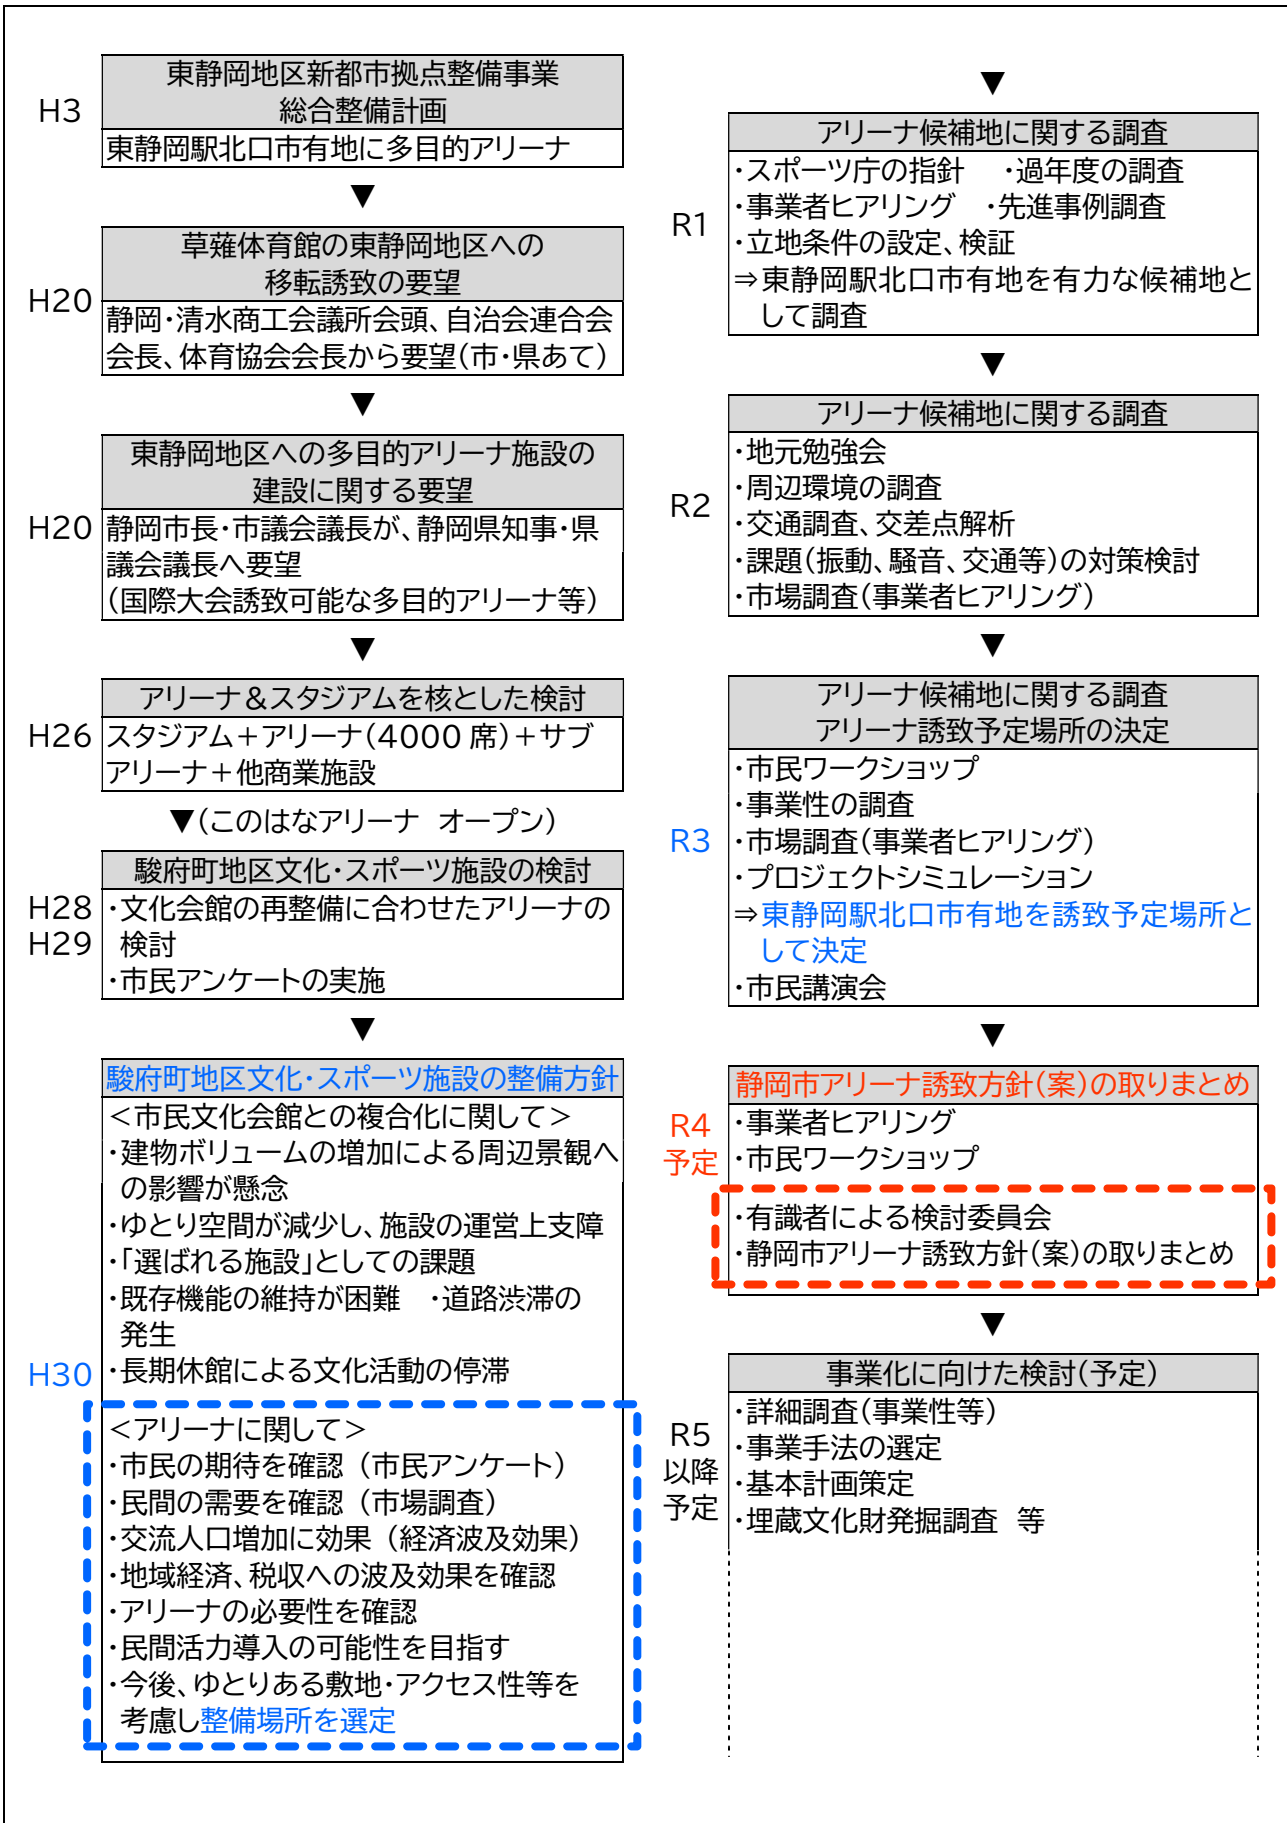 H3
東静岡地区新都市拠点整備事業
総合整備計画
東静岡駅北口市有地に多目的アリーナ
▼
H20
草薙体育館の東静岡地区への
移転誘致の要望
静岡・清水商工会議所会頭、自治会連合会
会長、体育協会会長から要望(市・県あて)
▼
H20
東静岡地区への多目的アリーナ施設の
建設に関する要望
静岡市長・市議会議長が、静岡県知事・県
議会議長へ要望
(国際大会誘致可能な多目的アリーナ等)
▼
H26
アリーナ&スタジアムを核とした検討
スタジアム+アリーナ(4000席)+サブ
アリーナ+他商業施設
▼(このはなアリーナ オープン)
H28
H29
駿府町地区文化・スポーツ施設の検討
・文化会館の再整備に合わせたアリーナの
検討
・市民アンケートの実施
▼
H30
駿府町地区文化・スポーツ施設の整備方針
<市民文化会館との複合化に関して>
・建物ボリュームの増加による周辺景観へ
の影響が懸念
・ゆとり空間が減少し、施設の運営上支障
・「選ばれる施設」としての課題
・既存機能の維持が困難 ・道路渋滞の
発生
・長期休館による文化活動の停滞
<アリーナに関して>
・市民の期待を確認(市民アンケート)
・民間の需要を確認(市場調査)
・交流人口増加に効果(経済波及効果)
・地域経済、税収への波及効果を確認
・アリーナの必要性を確認
・民間活力導入の可能性を目指す
・今後、ゆとりある敷地・アクセス性等を
考慮し整備場所を選定
▼
R1
アリーナ候補地に関する調査
・スポーツ庁の指針 ・過年度の調査
・事業者ヒアリング ・先進事例調査
・立地条件の設定、検証
⇒東静岡駅北口市有地を有力な候補地と
して調査
▼
R2
アリーナ候補地に関する調査
・地元勉強会
・周辺環境の調査
・交通調査、交差点解析
・課題(振動、騒音、交通等)の対策検討
・市場調査(事業者ヒアリング)
▼
R3
アリーナ候補地に関する調査
アリーナ誘致予定場所の決定
・市民ワークショップ
・事業性の調査
・市場調査(事業者ヒアリング)
・プロジェクトシミュレーション
⇒東静岡駅北口市有地を誘致予定場所と
して決定
・市民講演会
▼
R4
予定
静岡市アリーナ誘致方針(案)の取りまとめ
・事業者ヒアリング
・市民ワークショップ
・有識者による検討委員会
・静岡市アリーナ誘致方針(案)の取りまとめ
▼
R5
以降
予定
事業化に向けた検討(予定)
・詳細調査(事業性等)
・事業手法の選定
・基本計画策定
・埋蔵文化財発掘調査 等